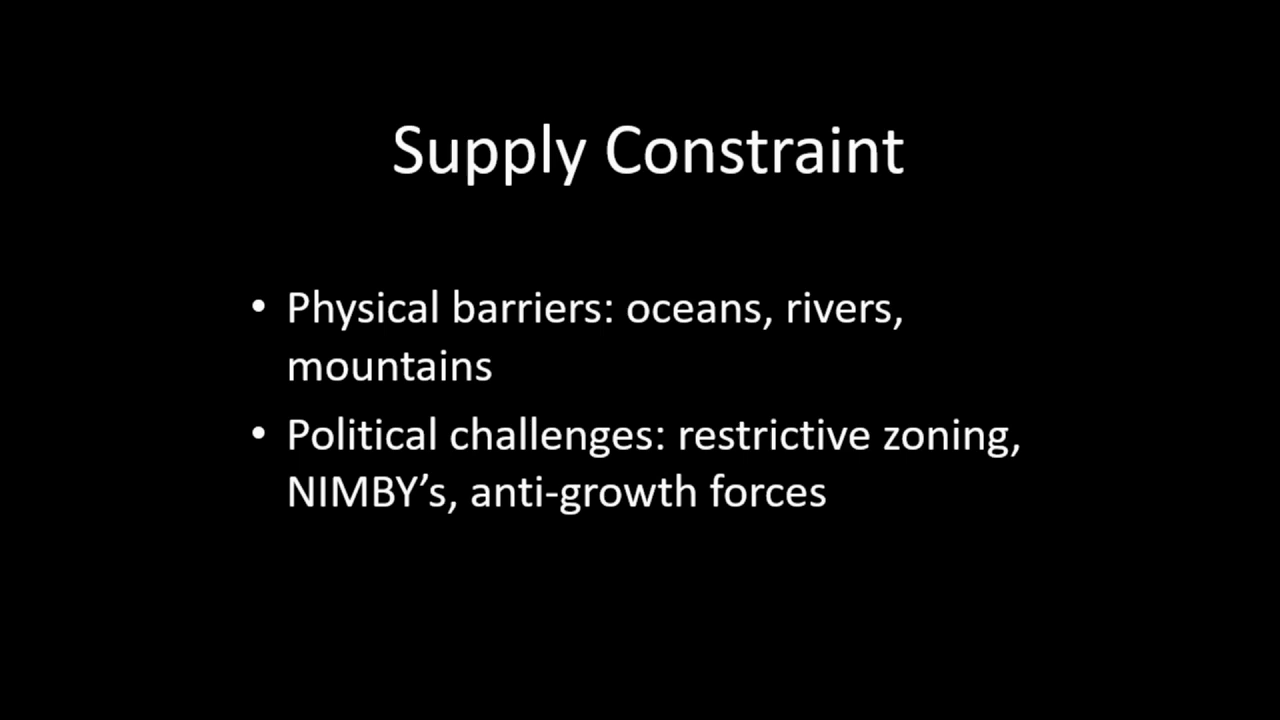 Supply Constraint
• Physical barriers: oceans, rivers,
mountains
• Political challenges: restrictive zoning,
NIMBY’s, anti-growth forces